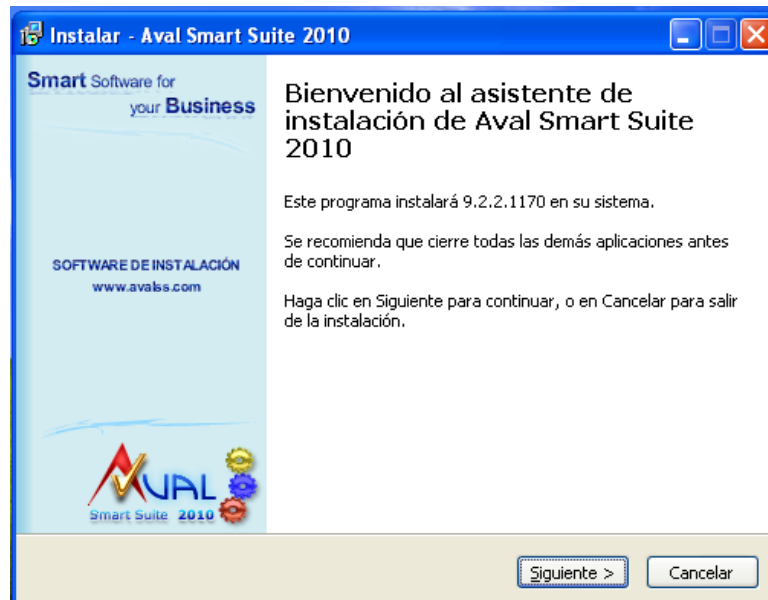 Instalar - Aval Smart Suite 2010
Smart Software for
your Business
Bienvenido al asistente de
instalación de Aval Smart Suite
2010
Este programa instalará 9.2.2.1170 en su sistema.
Se recomienda que cierre todas las demás aplicaciones antes
de continuar.
SOFTWARE DE INSTALACIÓN
www.avalss.com
Haga clic en Siguiente para continuar, o en Cancelar para salir
de la instalación.
AVAL
Smart Suite 2010
Siguiente >
Cancelar